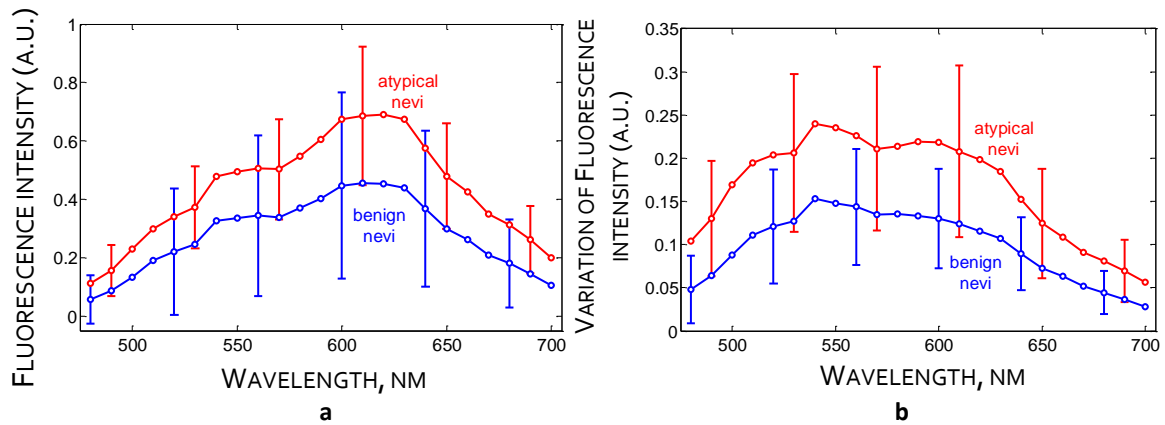 FLUORESCENCE INTENSITY (A.U.)
1
0.8
0.6
0.4
0.2
0
atypical
nevi
benign
nevi
500
550
600
650
700
WAVELENGTH, NM
a
VARIATION OF FLUORESCENCE
INTENSITY (A.U.)
0.35
0.3
0.25
0.2
0.15
0.1
0.05
0
atypical
nevi
benign
nevi
500
550
600
650
700
WAVELENGTH, NM
b